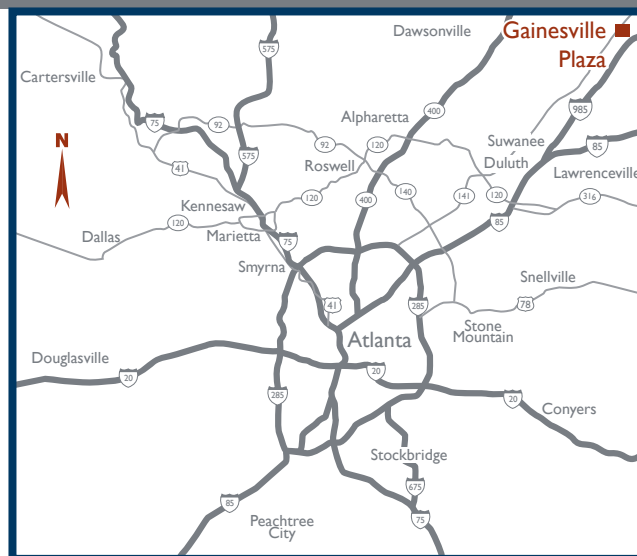 575
Dawsonville
Gainesville
Plaza
Cartersville
985
400
75
92
Alpharetta
92
120
Suwanee
85
575
41
Roswell
Duluth
Lawrenceville
N
Kennesaw
120
400
140
141
120
316
Dallas
120
Marietta
75
85
Smyrna
Snellville
41
285
78
Stone
Mountain
Atlanta
Douglasville
20
20
285
20
Conyers
Stockbridge
675
85
Peachtree
City
75